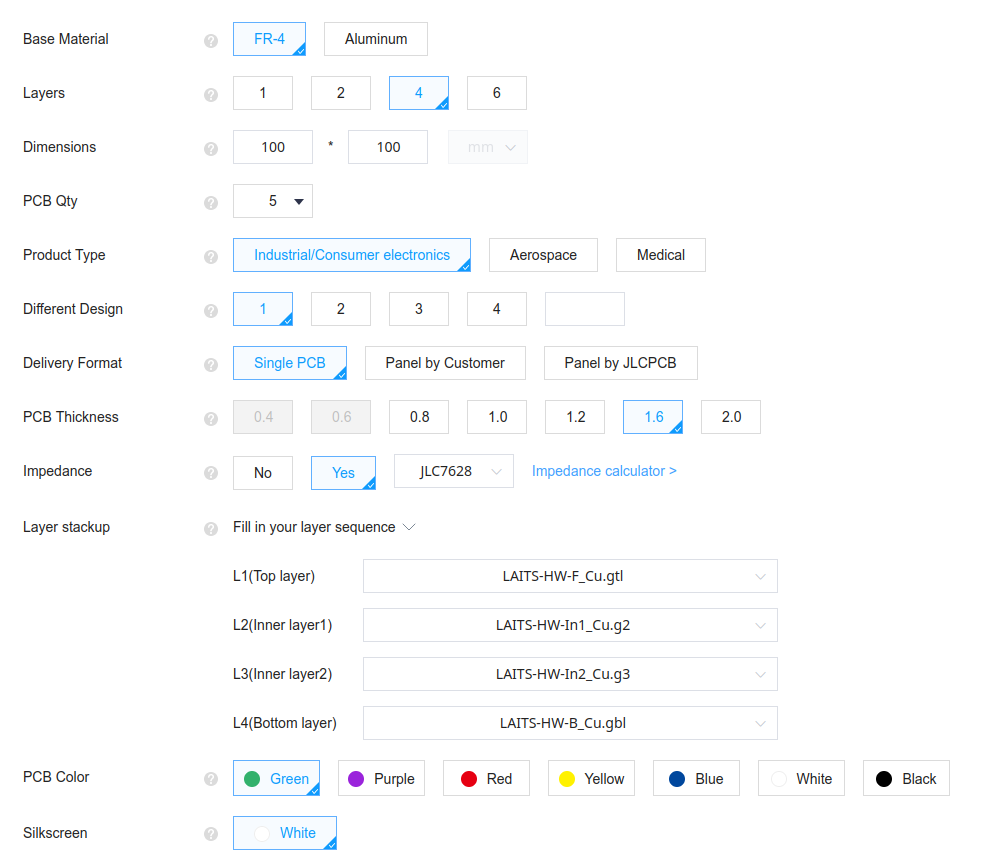 Base Material ? FR-4 Aluminum
Layers ? 1 2 4 6
Dimensions ? 100 * 100 mm
PCB Qty ? 5
Product Type ? Industrial/Consumer electronics Aerospace Medical
Different Design ? 1 2 3 4
Delivery Format ? Single PCB Panel by Customer Panel by JLCPCB
PCB Thickness ? 0.4 0.6 0.8 1.0 1.2 1.6 2.0
Impedance ? No Yes JLC7628 Impedance calculator >
Layer stackup ? Fill in your layer sequence
L1(Top layer) LAITS-HW-F_Cu.gtl
L2(Inner layer1) LAITS-HW-In1_Cu.g2
L3(Inner layer2) LAITS-HW-In2_Cu.g3
L4(Bottom layer) LAITS-HW-B_Cu.gbl
PCB Color ? Green Purple Red Yellow Blue White Black
Silkscreen ? White